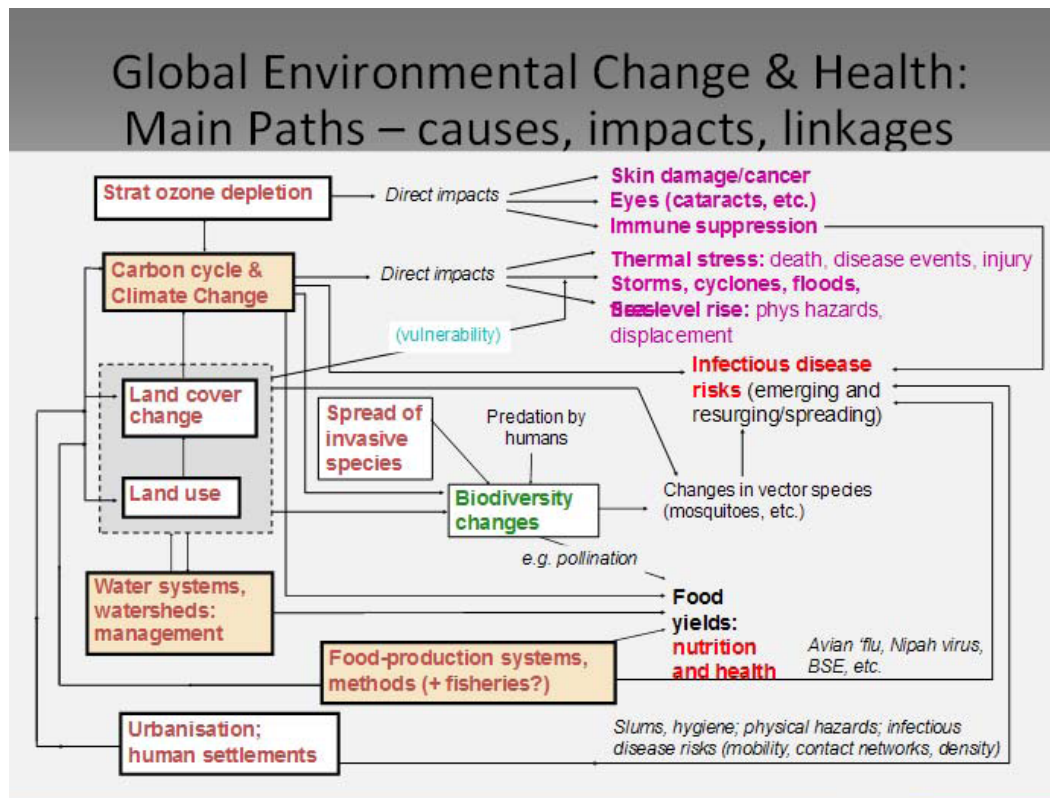 Global Environmental Change & Health:
Main Paths – causes, impacts, linkages
Strat ozone depletion
Direct impacts
Skin damage/cancer
Eyes (cataracts, etc.)
Immune suppression
Carbon cycle &
Climate Change
Direct impacts
Thermal stress: death, disease events, injury
Storms, cyclones, floods,
level rise: phys hazards,
displacement
(vulnerability)
Infectious disease
risks (emerging and
resurging/spreading)
Land cover
change
Land use
Spread of
invasive
species
Predation by
humans
Biodiversity
changes
Changes in vector species
(mosquitoes, etc.)
e.g. pollination
Water systems,
watersheds:
management
Food
yields:
nutrition
and health
Food-production systems,
methods (+ fisheries?)
Avian ‘flu, Nipah virus,
BSE, etc.
Urbanisation;
human settlements
Slums, hygiene; physical hazards; infectious
disease risks (mobility, contact networks, density)